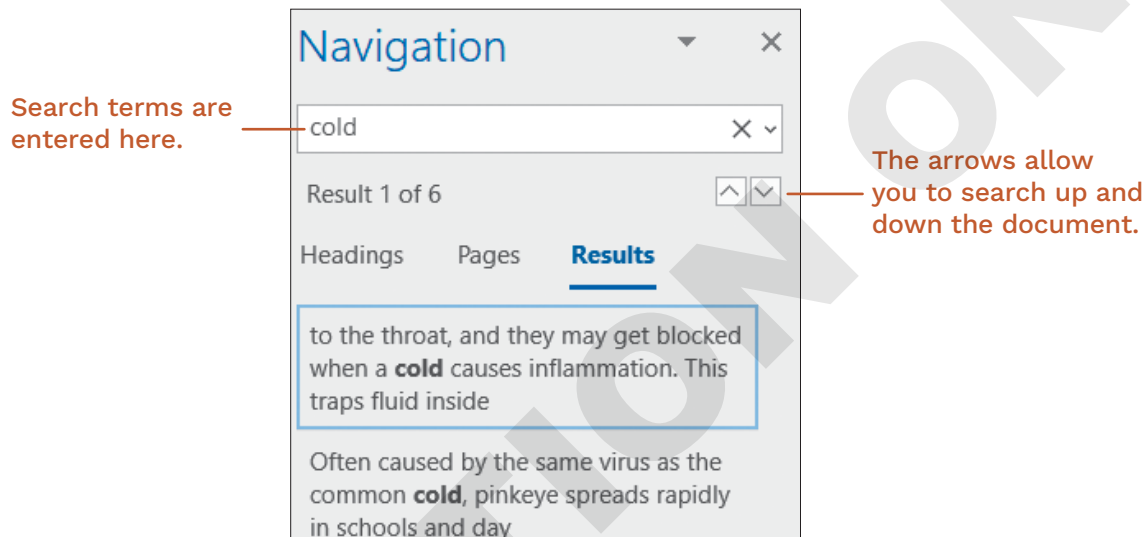 Navigation
Search terms are
entered here.
cold
Result 1 of 6
The arrows allow
you to search up and
down the document.
Headings Pages Results
to the throat, and they may get blocked
when a cold causes inflammation. This
traps fluid inside
Often caused by the same virus as the
common cold, pinkeye spreads rapidly
in schools and day
TION ON